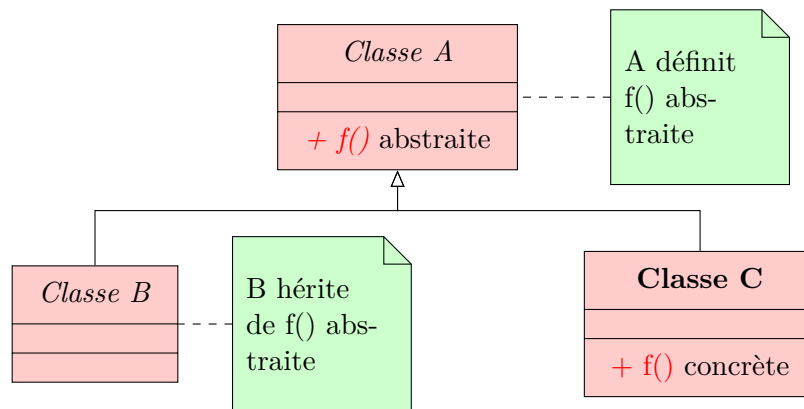 Classe A
+ f() abstraite
A définit
f() abs-
traite
Classe B
B hérite
de f() abs-
traite
Classe C
+ f() concrète